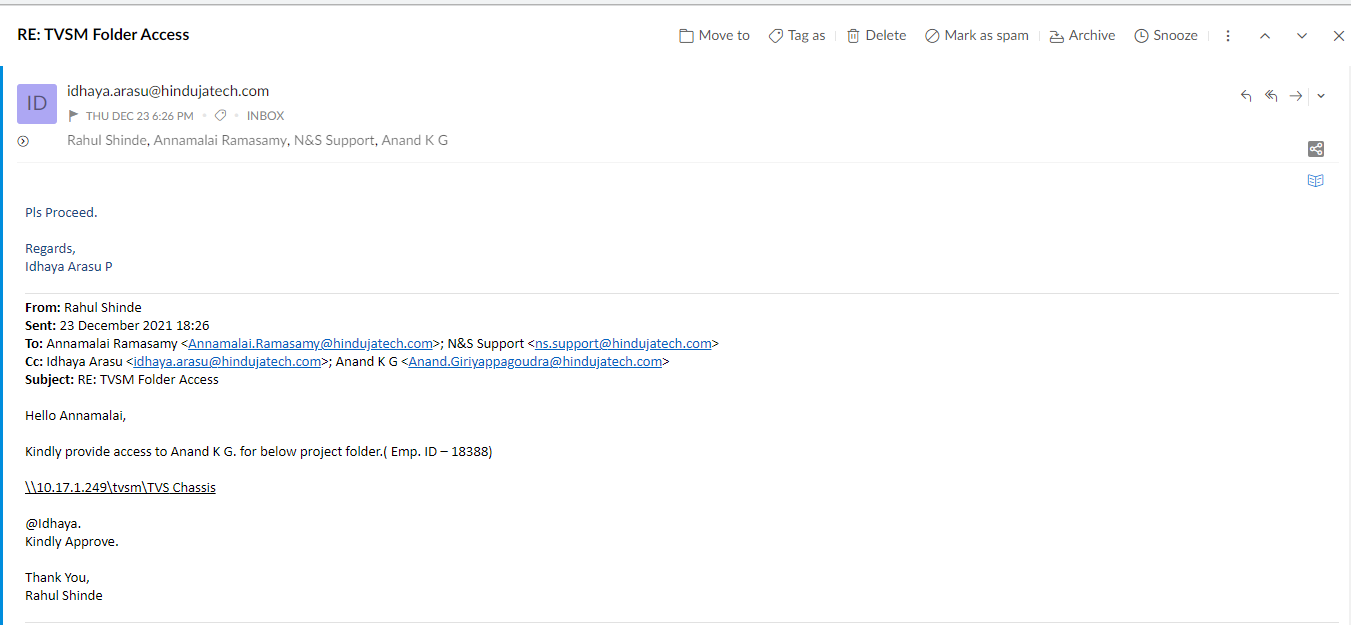 RE: TVSM Folder Access
Move to Tag as Delete Mark as spam Archive Snooze
ID
idhaya.arasu@hindujatech.com
THU DEC 23 6:26 PM • • INBOX
Rahul Shinde, Annamalai Ramasamy, N&S Support, Anand K G
Pls Proceed.
Regards,
Idhaya Arasu P
From: Rahul Shinde
Sent: 23 December 2021 18:26
To: Annamalai Ramasamy <Annamalai.Ramasamy@hindujatech.com>; N&S Support <ns.support@hindujatech.com>
Cc: Idhaya Arasu <idhaya.arasu@hindujatech.com>; Anand K G <Anand.Giriyappagoudra@hindujatech.com>
Subject: RE: TVSM Folder Access
Hello Annamalai,
Kindly provide access to Anand K G. for below project folder.( Emp. ID – 18388)
\\10.17.1.249\tvsm\TVS Chassis
@Idhaya.
Kindly Approve.
Thank You,
Rahul Shinde